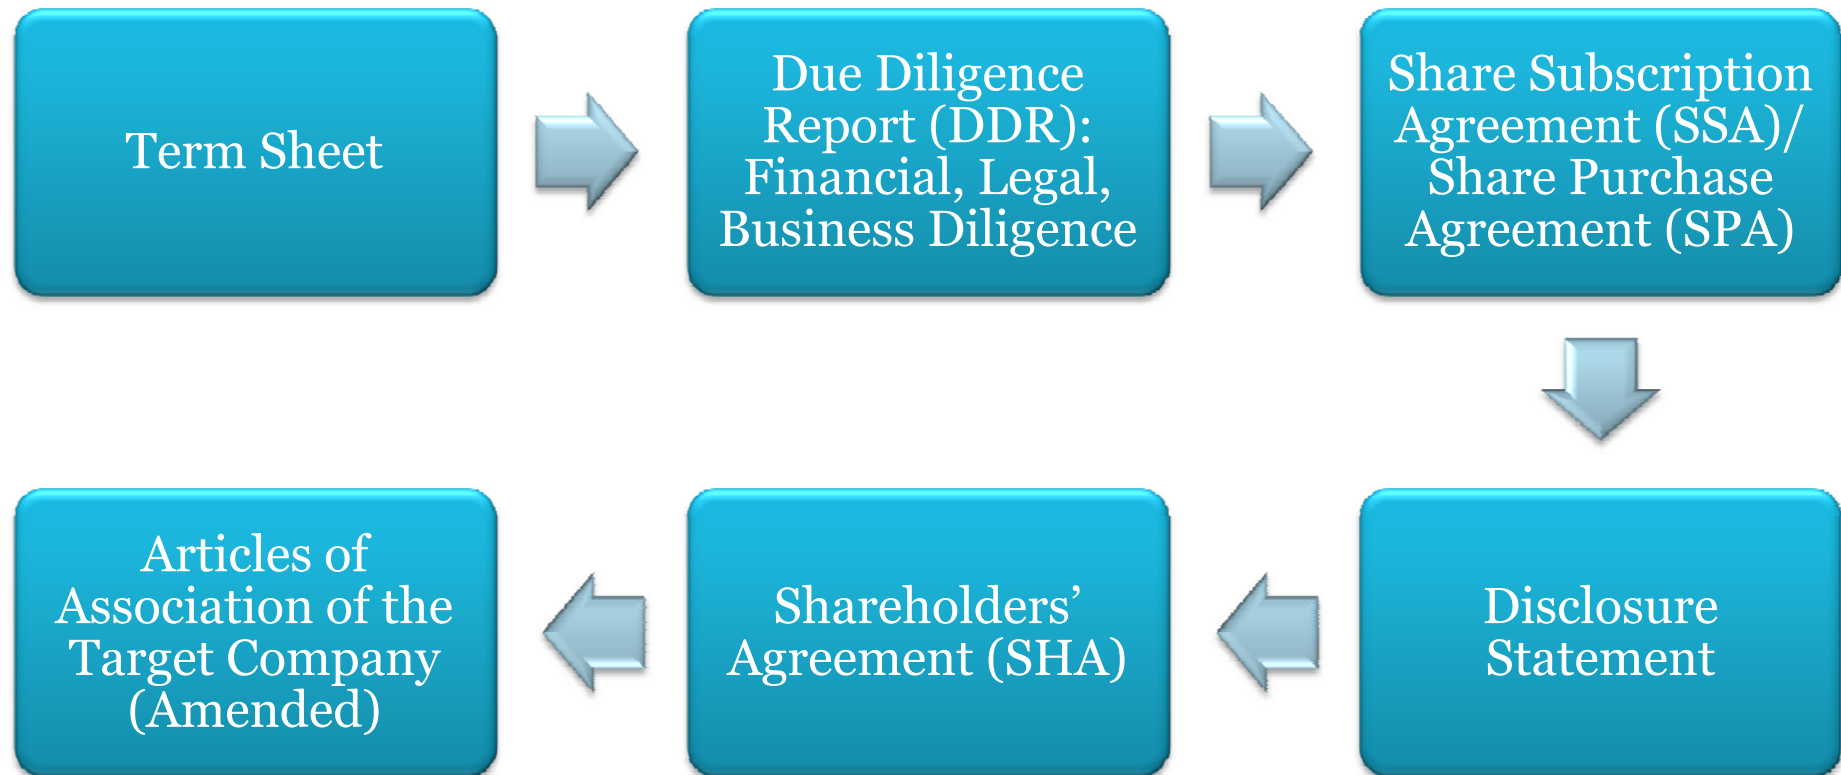 Term Sheet
Due Diligence
Report (DDR):
Financial, Legal,
Business Diligence
Share Subscription
Agreement (SSA)/
Share Purchase
Agreement (SPA)
Disclosure
Statement
Shareholders’
Agreement (SHA)
Articles of
Association of the
Target Company
(Amended)